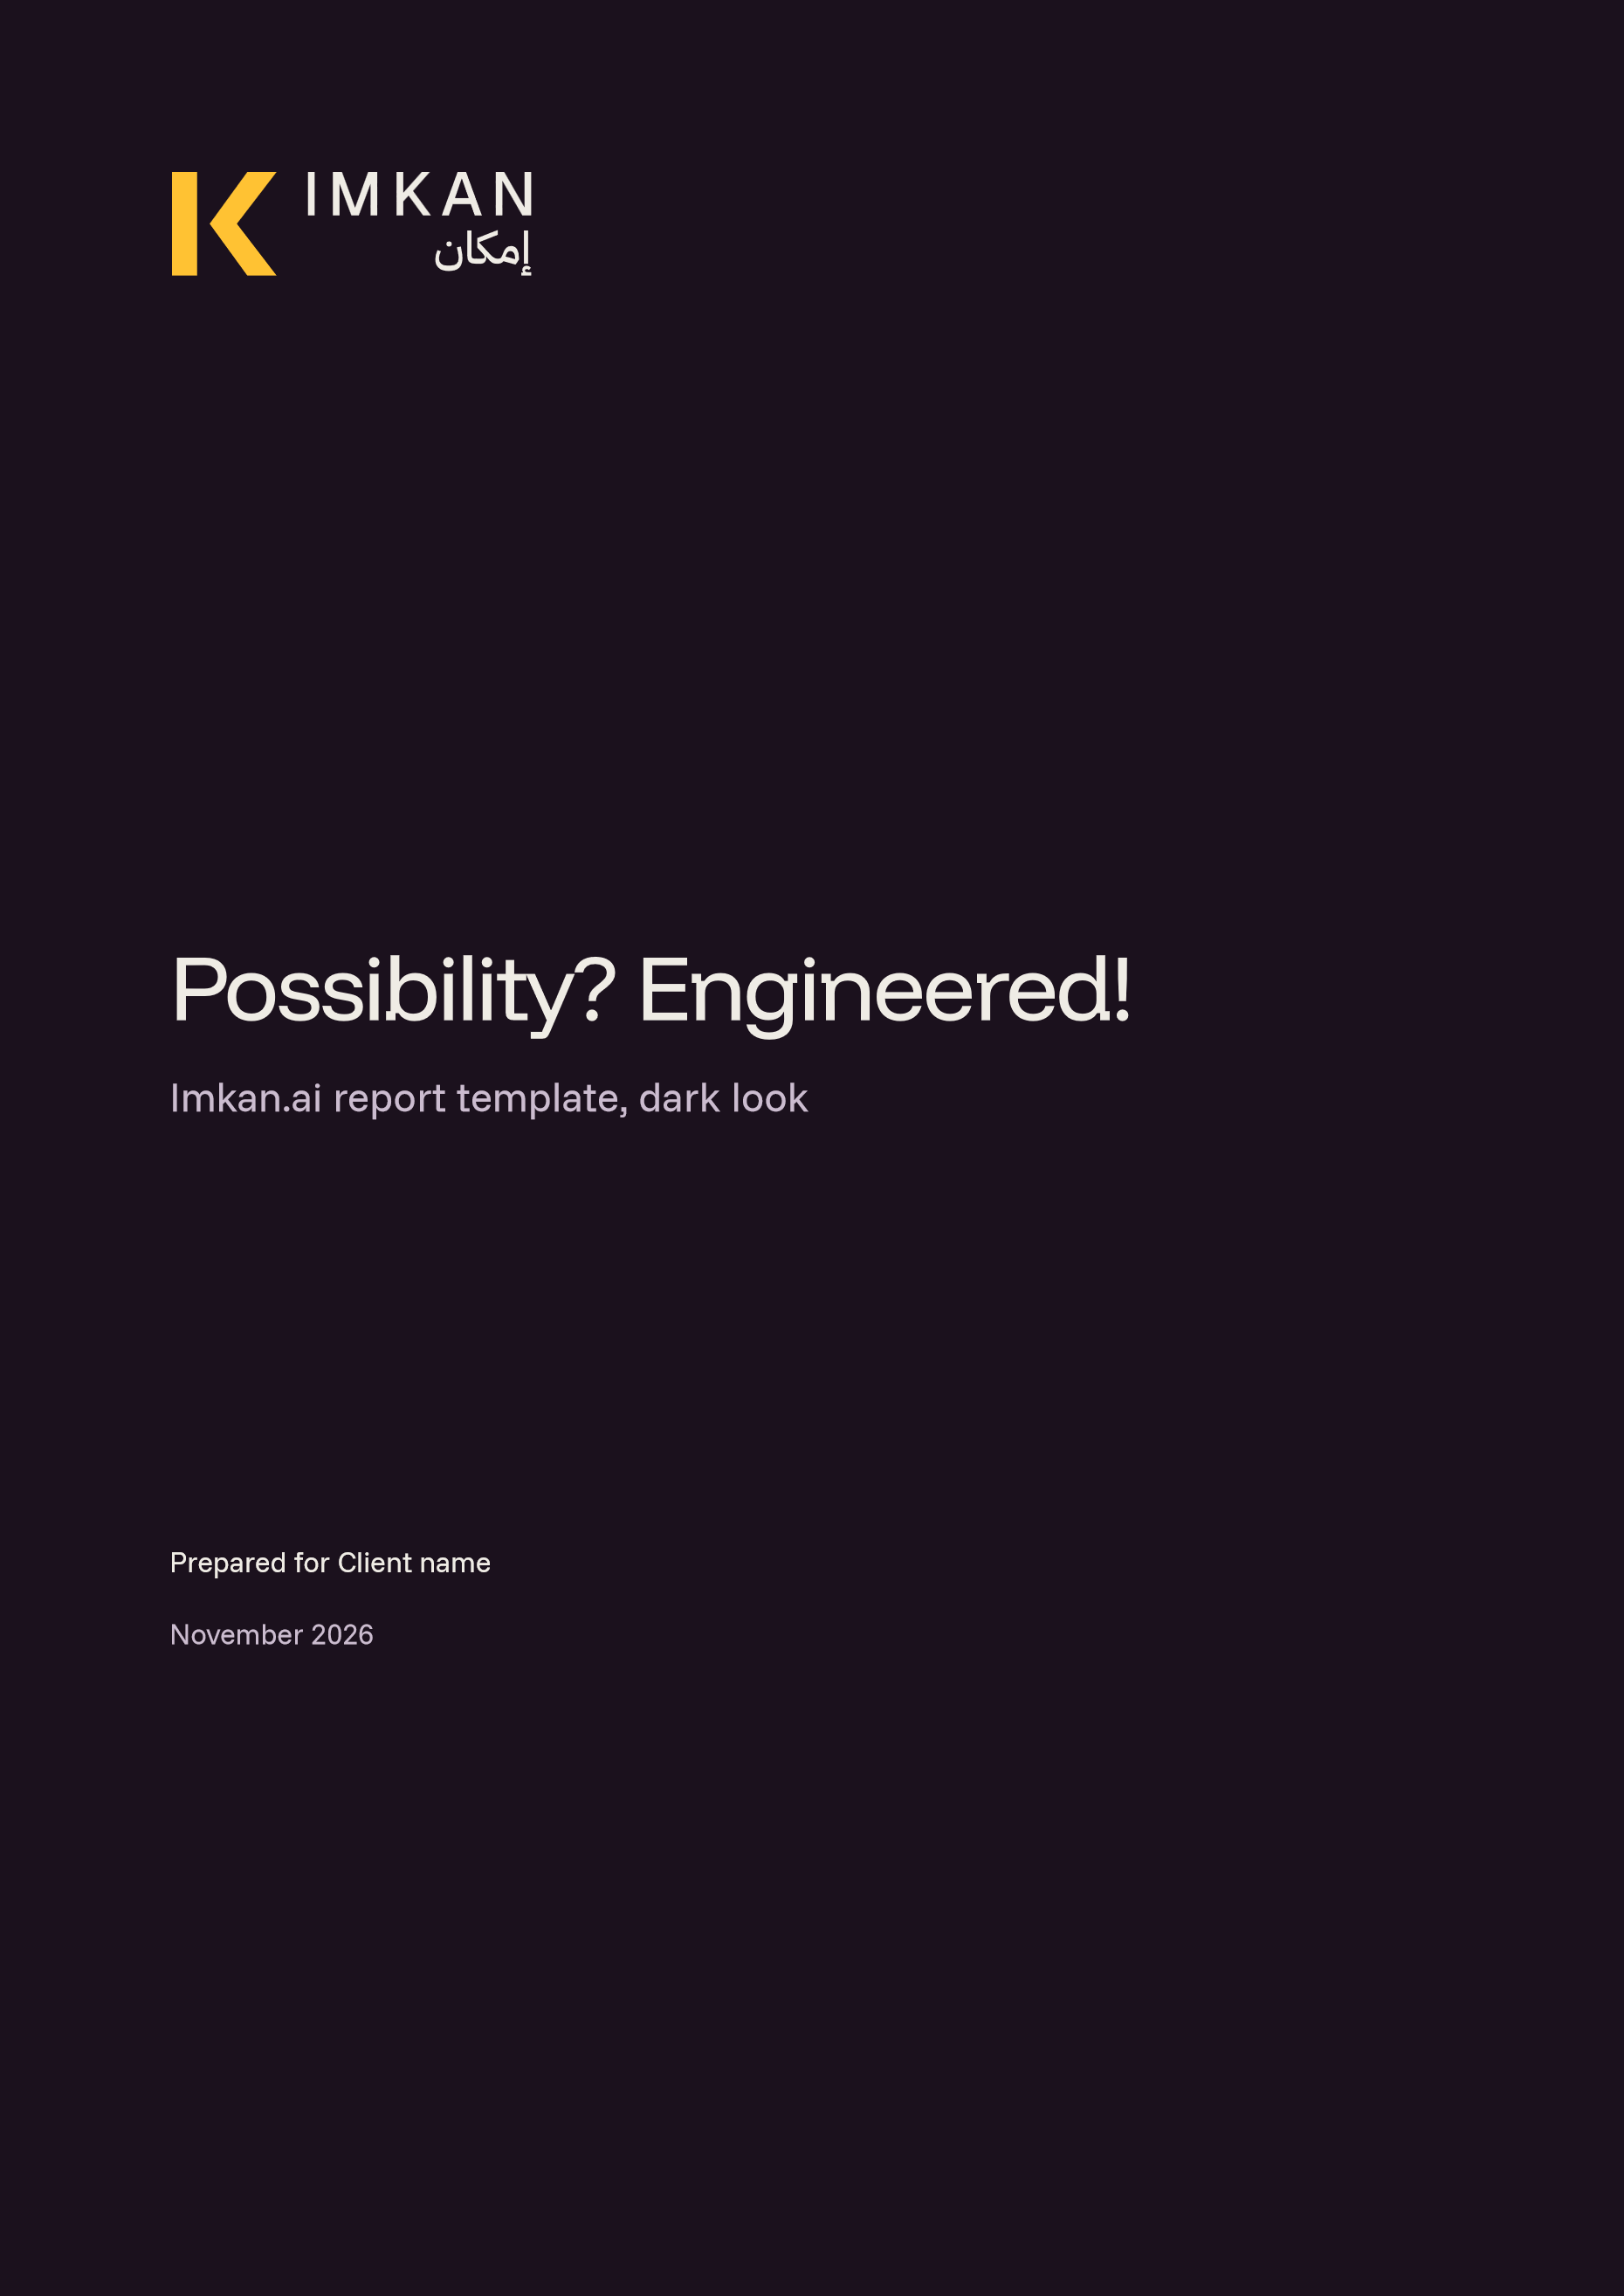 IMKAN
إمكان
Possibility? Engineered!
Imkan.ai report template, dark look
Prepared for Client name
November 2026